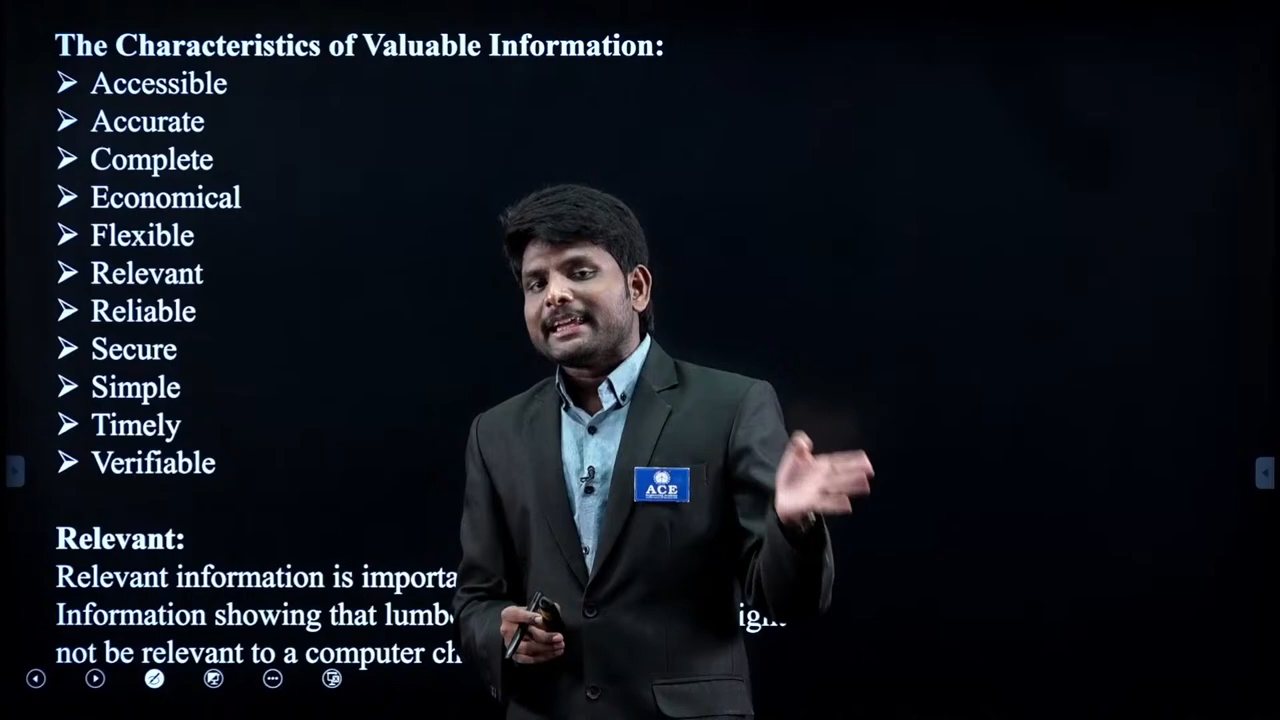 The Characteristics of Valuable Information:
Accessible
Accurate
Complete
Economical
Flexible
Relevant
Reliable
Secure
Simple
Timely
Verifiable
Relevant:
Relevant information is importa
Information showing that lumb
not be relevant to a computer ch
ACE